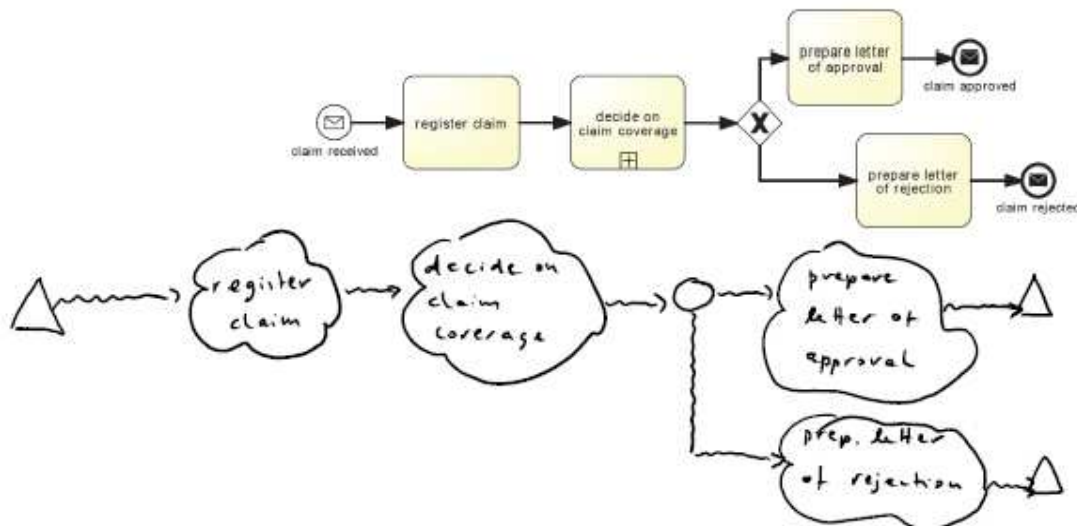 prepare letter
of approval
claim approved
register claim
decide on
claim coverage
claim received
X
prepare letter
of rejection
claim rejected
register
claim
decide on
claim
coverage
prepare
letter of
approval
prep. letter
of rejection